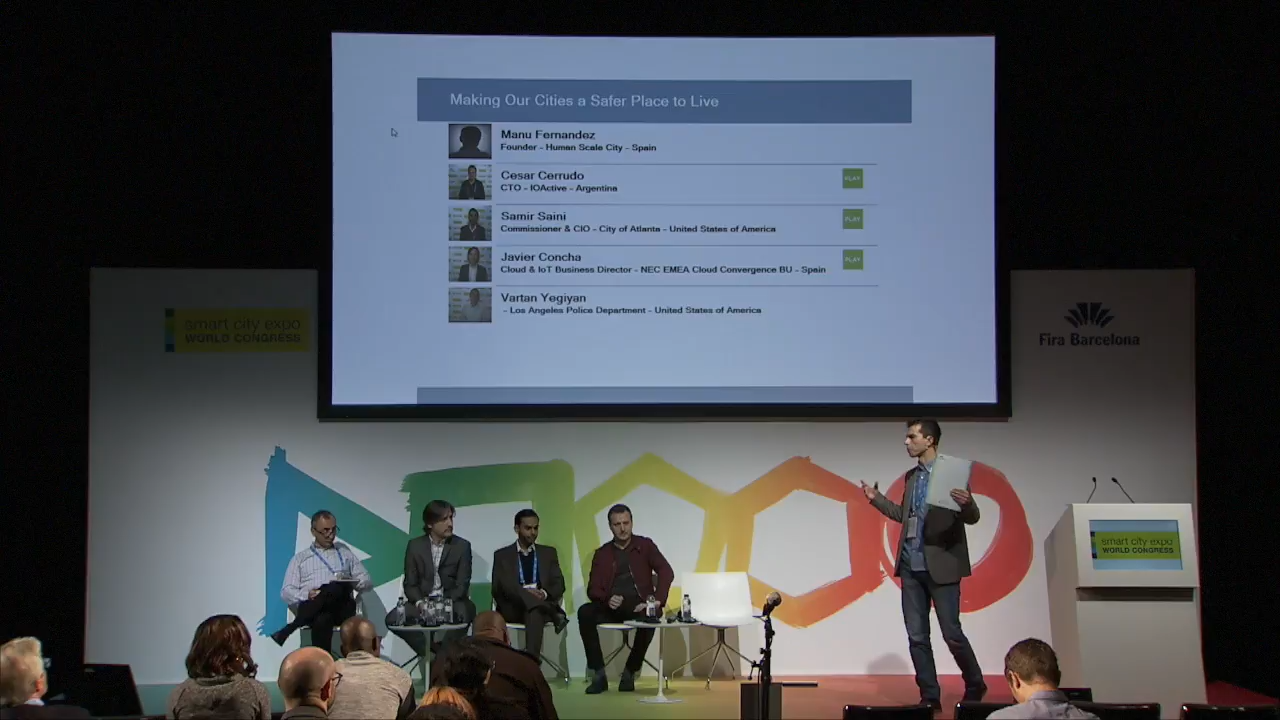 Making Our Cities a Safer Place to Live
Manu Fernandez
Founder - Human Scale City - Spain
Cesar Cerrudo
CTO - IOActive - Argentina
PLAY
Samir Saini
Commissioner & CIO - City of Atlanta - United States of America
PLAY
Javier Concha
Cloud & IoT Business Director - NEC EMEA Cloud Convergence BU - Spain
PLAY
Vartan Yegiyan
- Los Angeles Police Department - United States of America
smart city expo
WORLD CONGRESS
Fira Barcelona
smart city expo
WORLD CONGRESS